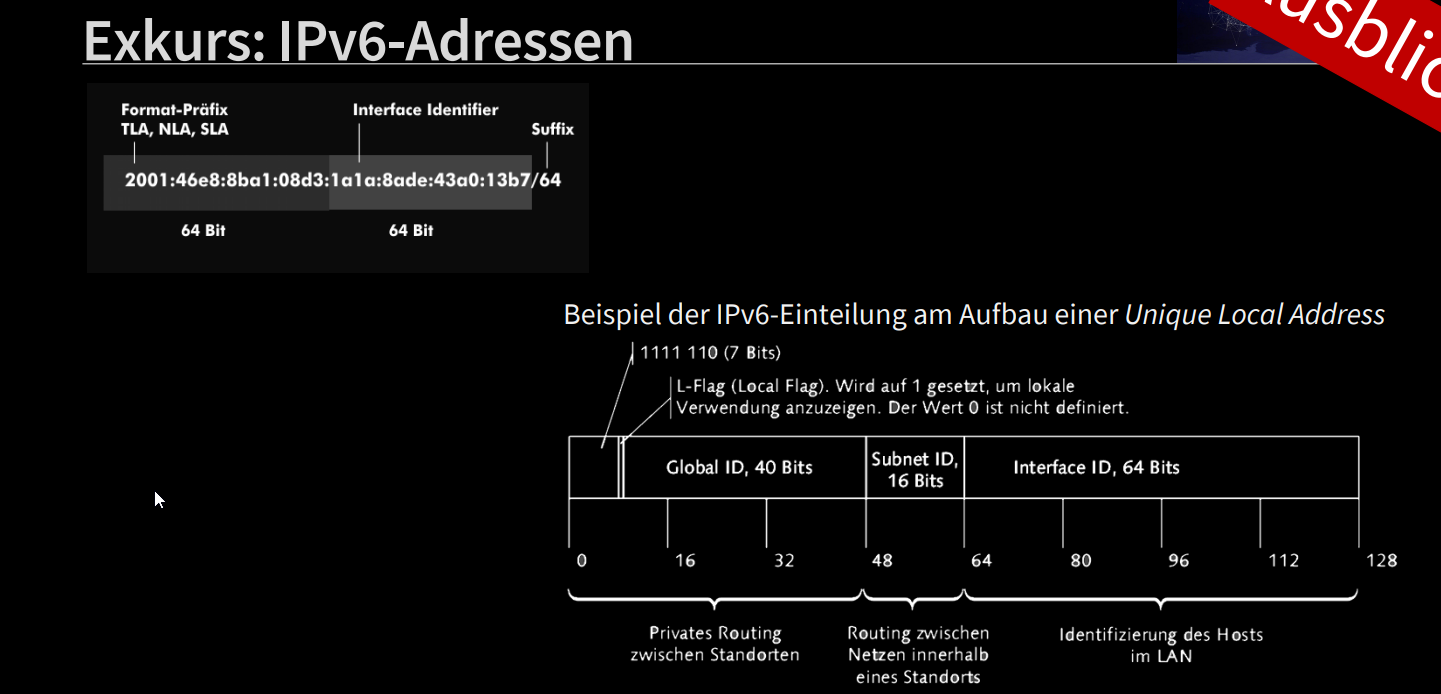 Exkurs: IPv6-Adressen
Format-Präfix
TLA, NLA, SLA
Interface Identifier
Suffix
2001:46e8:8ba1:08d3:1a1a:8ade:43a0:13b7/64
64 Bit
64 Bit
Beispiel der IPv6-Einteilung am Aufbau einer Unique Local Address
1111 110 (7 Bits)
L-Flag (Local Flag). Wird auf 1 gesetzt, um lokale
Verwendung anzuzeigen. Der Wert 0 ist nicht definiert.
Global ID, 40 Bits
Subnet ID,
16 Bits
Interface ID, 64 Bits
0 16 32 48 64 80 96 112 128
Privates Routing
zwischen Standorten
Routing zwischen
Netzen innerhalb
eines Standorts
Identifizierung des Hosts
im LAN